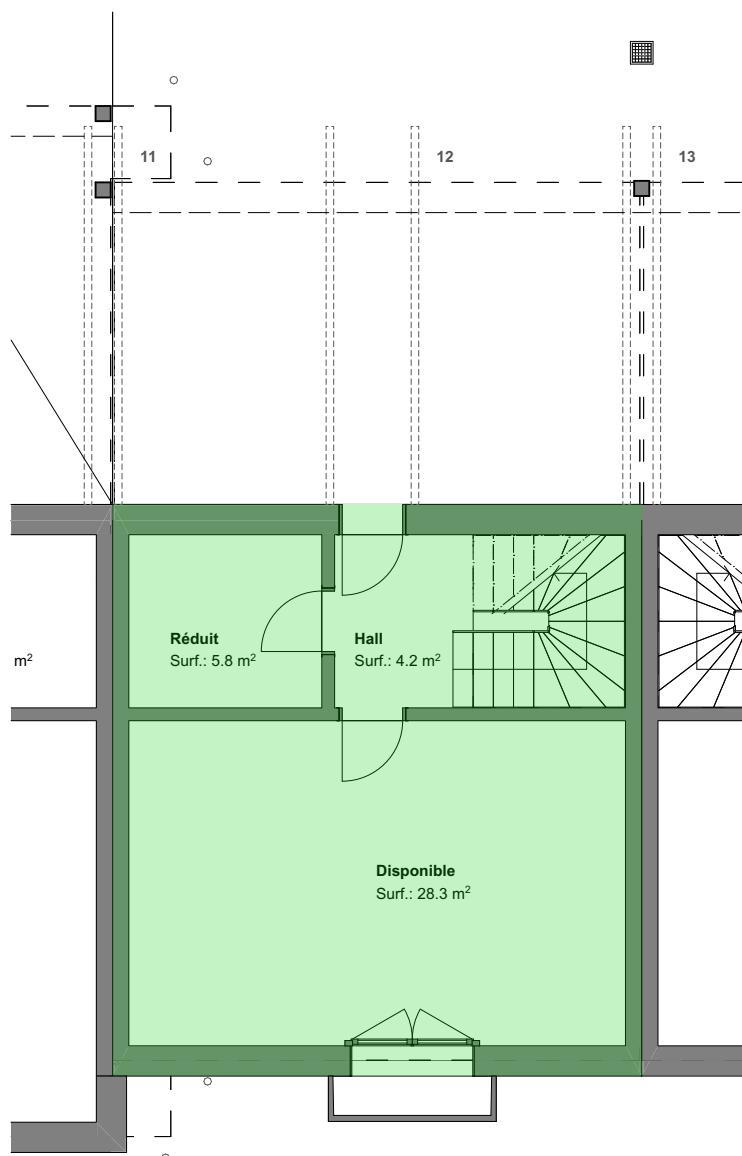 11
12
13
Réduit
Surf.: 5.8 m²
Hall
Surf.: 4.2 m²
m²
Disponible
Surf.: 28.3 m²